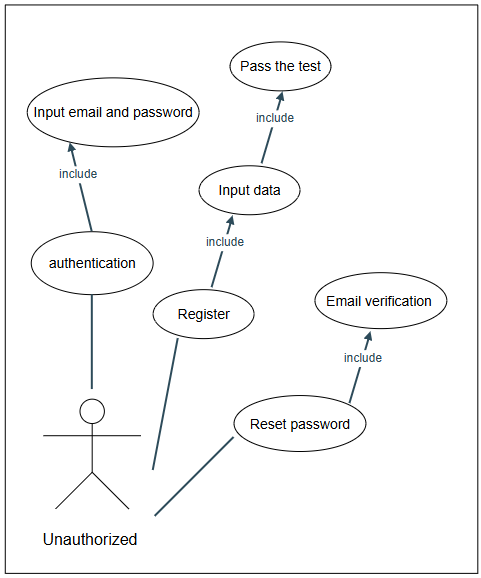 Pass the test
Input email and password
include
include
Input data
include
authentication
Email verification
Register
include
Reset password
Unauthorized